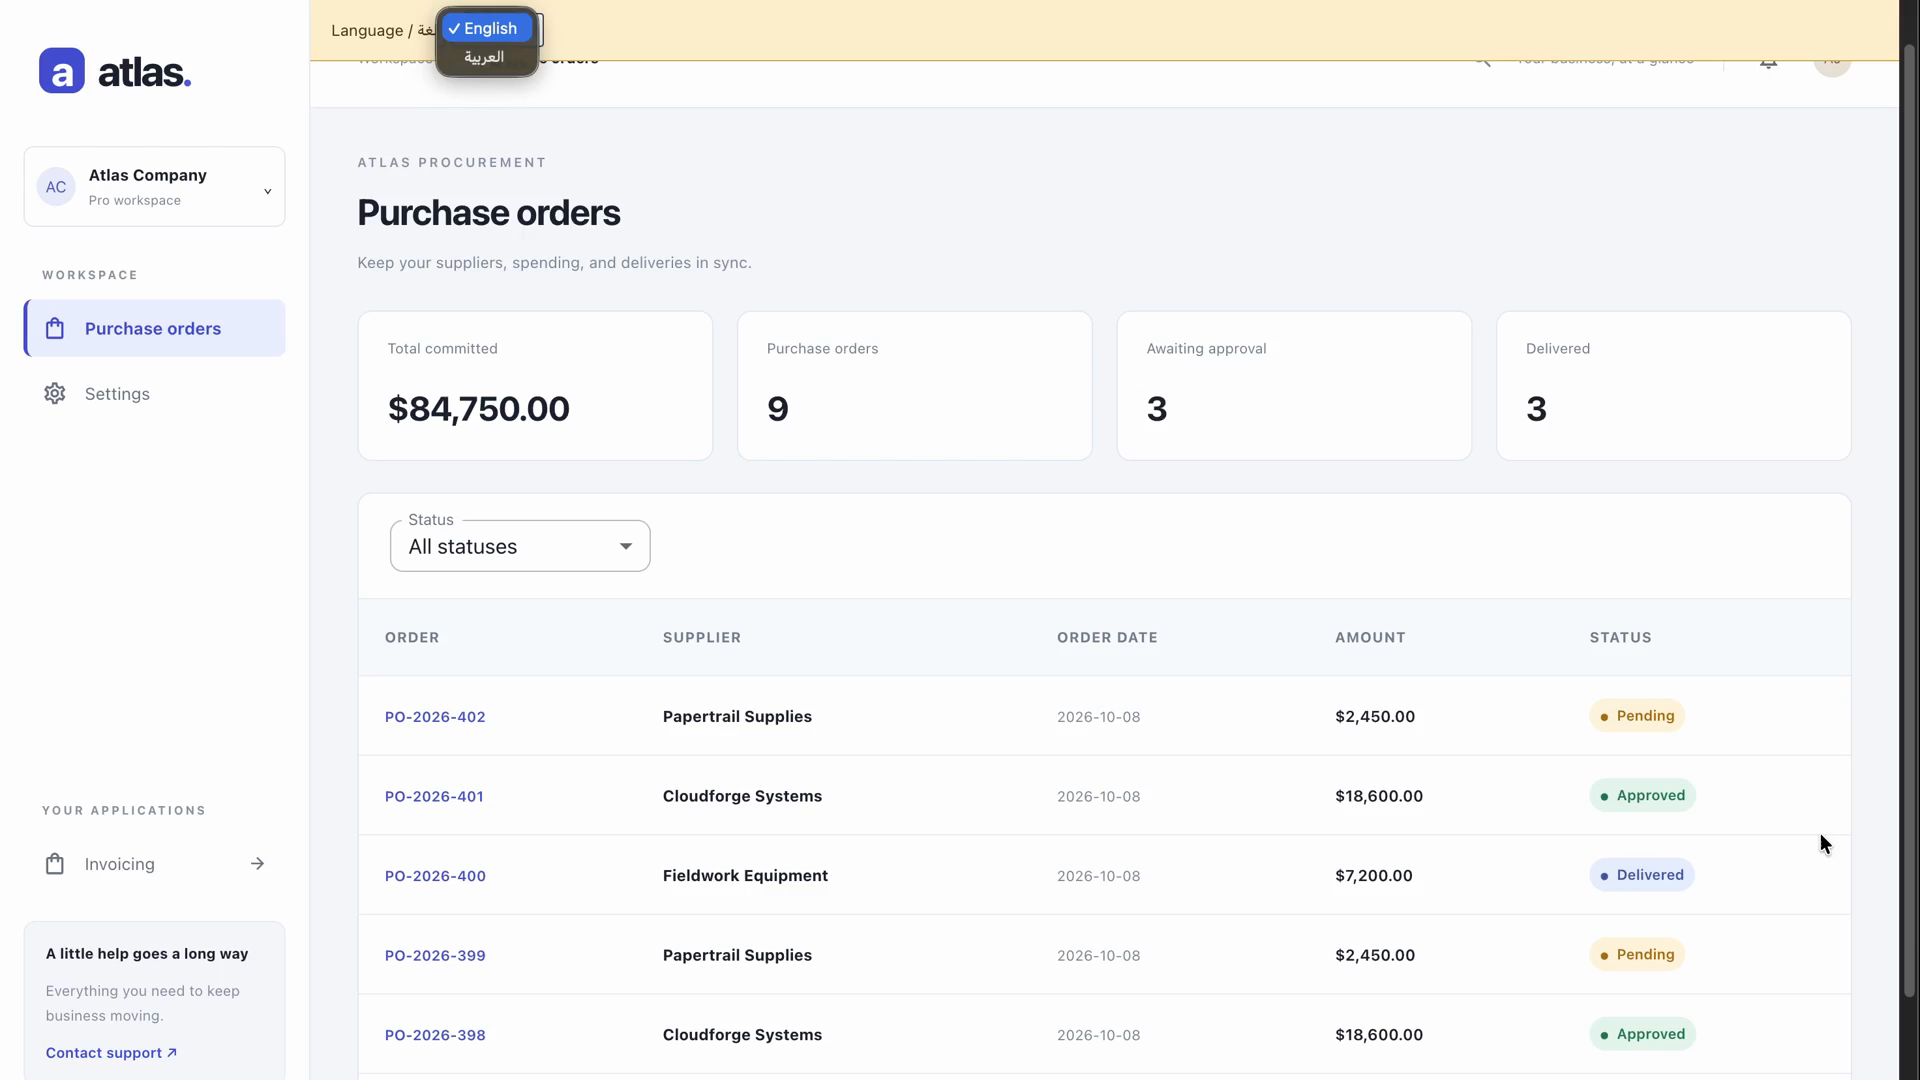 Language /
✓ English
العربية
a atlas.
AC
Atlas Company
Pro workspace
WORKSPACE
Purchase orders
Settings
YOUR APPLICATIONS
Invoicing
A little help goes a long way
Everything you need to keep
business moving.
Contact support ↗
ATLAS PROCUREMENT
Purchase orders
Keep your suppliers, spending, and deliveries in sync.
Total committed
$84,750.00
Purchase orders
9
Awaiting approval
3
Delivered
3
Status
All statuses
ORDER SUPPLIER ORDER DATE AMOUNT STATUS
PO-2026-402 Papertrail Supplies 2026-10-08 $2,450.00 Pending
PO-2026-401 Cloudforge Systems 2026-10-08 $18,600.00 Approved
PO-2026-400 Fieldwork Equipment 2026-10-08 $7,200.00 Delivered
PO-2026-399 Papertrail Supplies 2026-10-08 $2,450.00 Pending
PO-2026-398 Cloudforge Systems 2026-10-08 $18,600.00 Approved